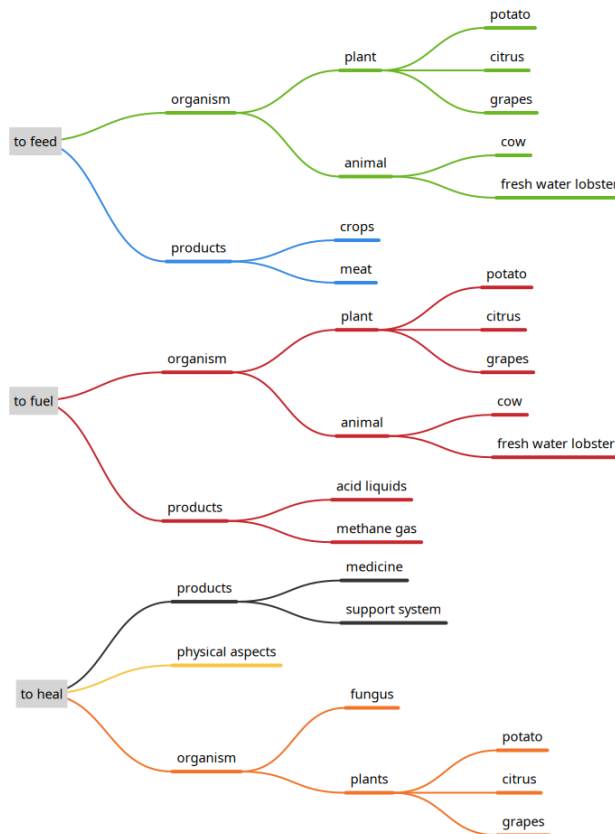 potato
plant
citrus
organism
grapes
to feed
cow
animal
fresh water lobster
crops
products
meat
potato
plant
citrus
organism
grapes
to fuel
cow
animal
fresh water lobster
acid liquids
products
methane gas
medicine
products
support system
physical aspects
to heal
fungus
potato
organism
plants
citrus
grapes